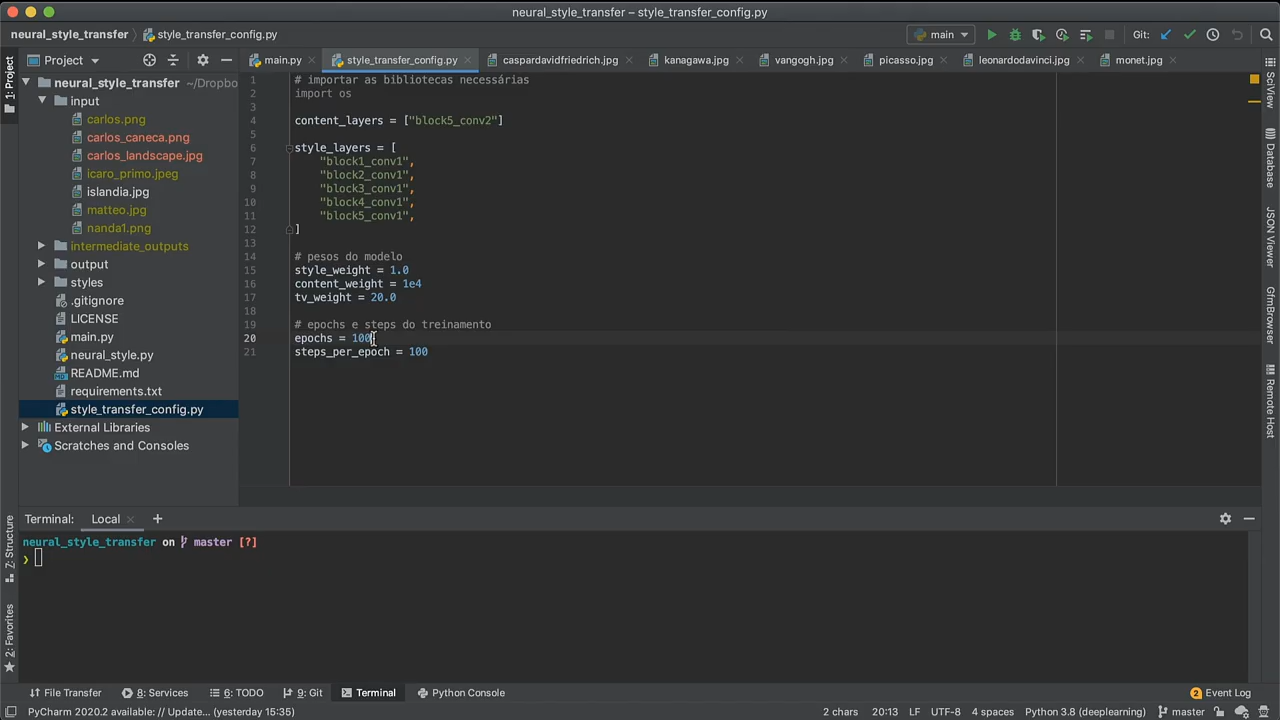 neural_style_transfer – style_transfer_config.py
neural_style_transfer
style_transfer_config.py
main
Git:
1: Project
Project
main.py
style_transfer_config.py
caspardavidfriedrich.jpg
kanagawa.jpg
vangogh.jpg
picasso.jpg
leonardodavinci.jpg
monet.jpg
neural_style_transfer ~/Dropbo
input
carlos.png
carlos_caneca.png
carlos_landscape.jpg
icaro_primo.jpeg
islandia.jpg
matteo.jpg
nanda1.png
intermediate_outputs
output
styles
.gitignore
LICENSE
main.py
neural_style.py
README.md
requirements.txt
style_transfer_config.py
External Libraries
Scratches and Consoles
1 # importar as bibliotecas necessárias
2 import os
3
4 content_layers = ["block5_conv2"]
5
6 style_layers = [
7 "block1_conv1",
8 "block2_conv1",
9 "block3_conv1",
10 "block4_conv1",
11 "block5_conv1",
12 ]
13
14 # pesos do modelo
15 style_weight = 1.0
16 content_weight = 1e4
17 tv_weight = 20.0
18
19 # epochs e steps do treinamento
20 epochs = 100
21 steps_per_epoch = 100
SciView
Database
JSON Viewer
GfmBrowser
Remote Host
Terminal: Local
neural_style_transfer on master [?]
❯
7: Structure
2: Favorites
File Transfer
8: Services
6: TODO
9: Git
Terminal
Python Console
2 Event Log
PyCharm 2020.2 available: // Update... (yesterday 15:35)
2 chars
20:13
LF
UTF-8
4 spaces
Python 3.8 (deeplearning)
master